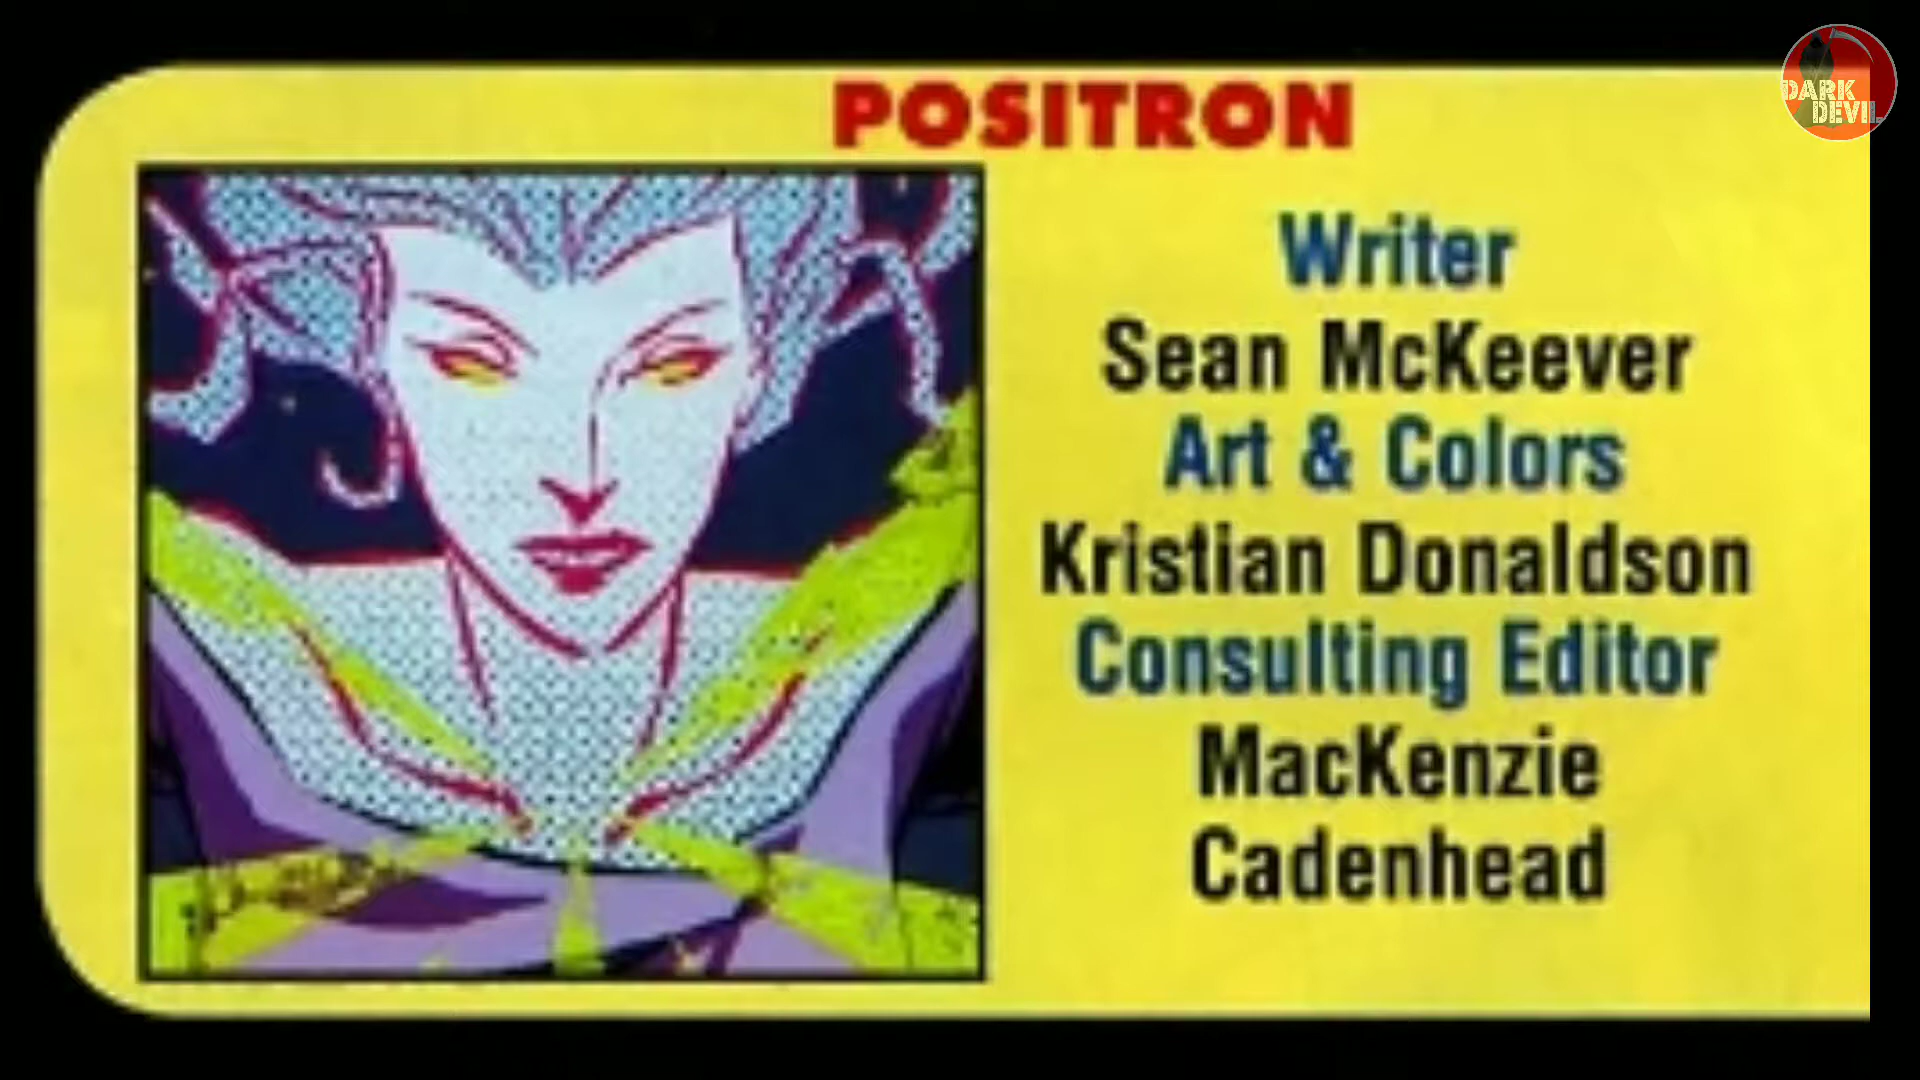 POSITRON
DARK
DEVIL
Writer
Sean McKeever
Art & Colors
Kristian Donaldson
Consulting Editor
MacKenzie
Cadenhead